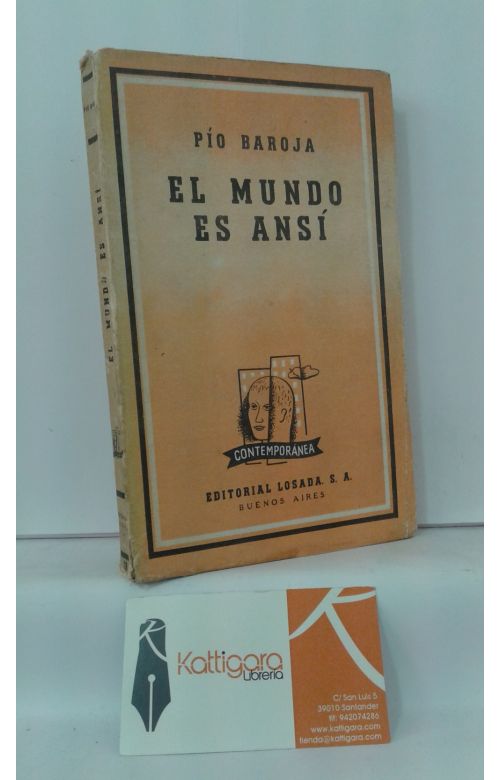 PÍO BAROJA
EL MUNDO
ES ANSÍ
CONTEMPORÁNEA
EDITORIAL LOSADA. S. A.
BUENOS AIRES
EL MUNDO ES ANSÍ
Kattigara
Librería
C/ San Luis 5
39010 Santander
tlf: 942074286
www.kattigara.com
tienda@kattigara.com